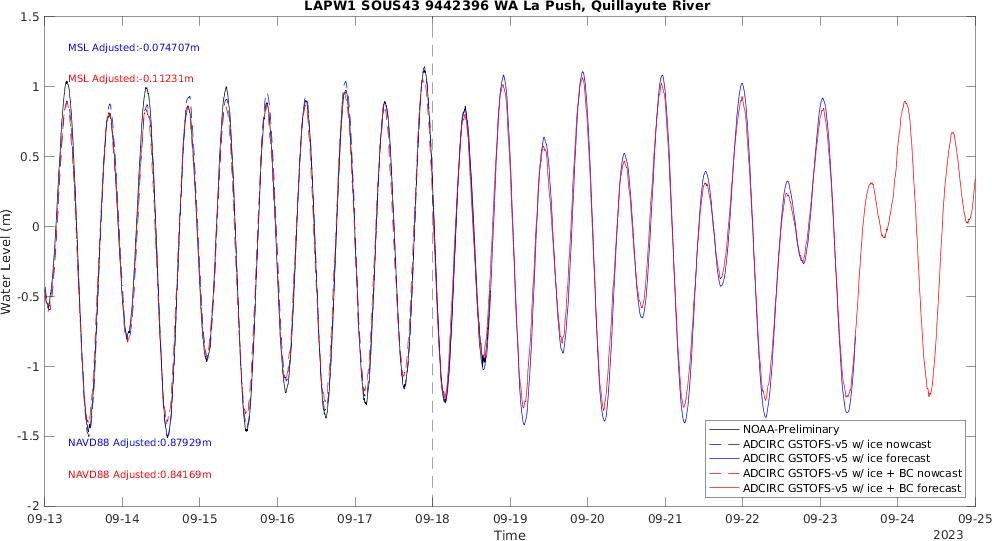 LAPW1 SOUS43 9442396 WA La Push, Quillayute River
1.5
1
0.5
0
-0.5
-1
-1.5
-2
Water Level (m)
MSL Adjusted:-0.074707m
MSL Adjusted:-0.11231m
NAVD88 Adjusted:0.87929m
NAVD88 Adjusted:0.84169m
NOAA-Preliminary
ADCIRC GSTOFS-v5 w/ ice nowcast
ADCIRC GSTOFS-v5 w/ ice forecast
ADCIRC GSTOFS-v5 w/ ice + BC nowcast
ADCIRC GSTOFS-v5 w/ ice + BC forecast
09-13 09-14 09-15 09-16 09-17 09-18 09-19 09-20 09-21 09-22 09-23 09-24 09-25
Time
2023